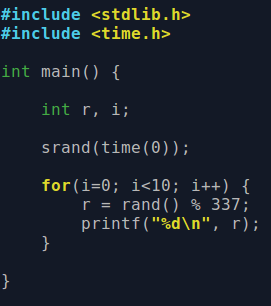 #include <stdlib.h>
#include <time.h>
int main() {
int r, i;
srand(time(0));
for(i=0; i<10; i++) {
r = rand() % 337;
printf("%d\n", r);
}
}